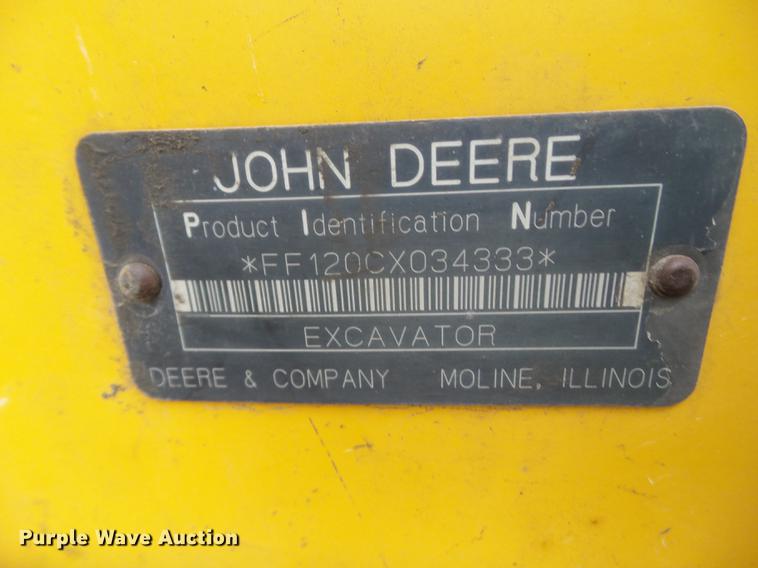 JOHN DEERE
Product Identification Number
*FF120CX034333*
EXCAVATOR
DEERE & COMPANY MOLINE, ILLINOIS
Purple Wave Auction